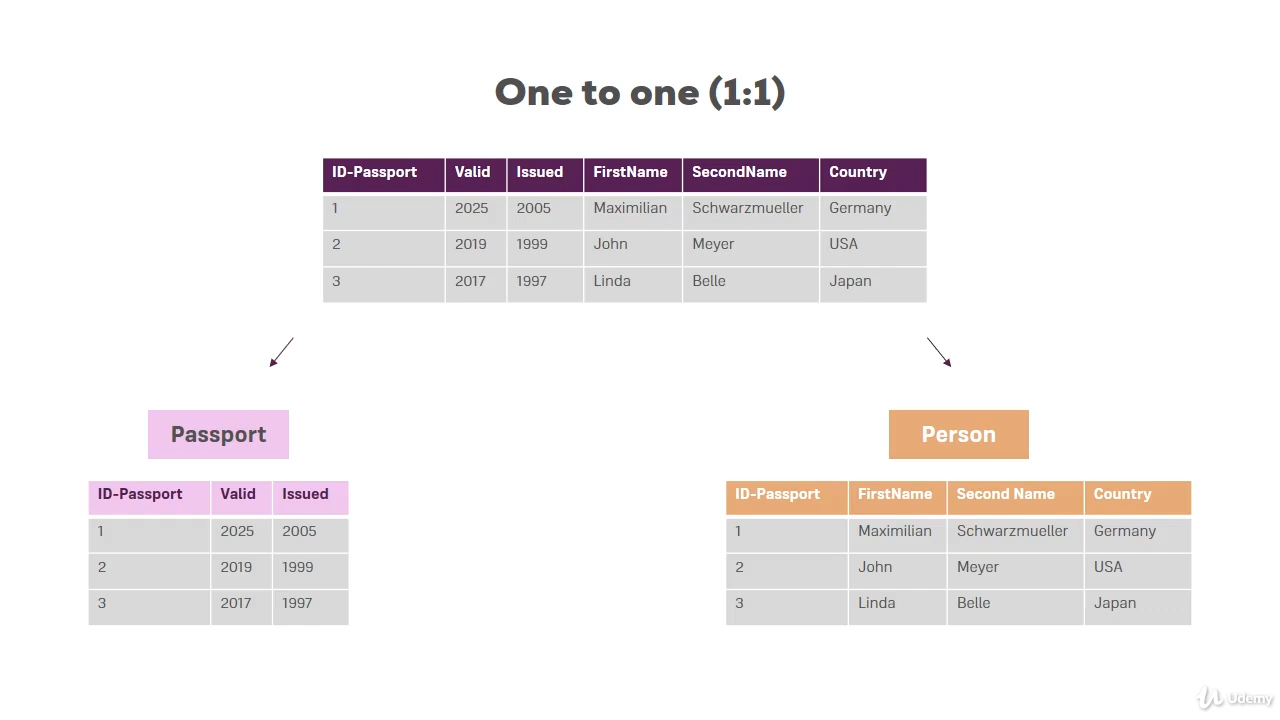 One to one (1:1)
ID-Passport Valid Issued FirstName SecondName Country
1 2025 2005 Maximilian Schwarzmueller Germany
2 2019 1999 John Meyer USA
3 2017 1997 Linda Belle Japan
Passport
ID-Passport Valid Issued
1 2025 2005
2 2019 1999
3 2017 1997
Person
ID-Passport FirstName Second Name Country
1 Maximilian Schwarzmueller Germany
2 John Meyer USA
3 Linda Belle Japan
Udemy